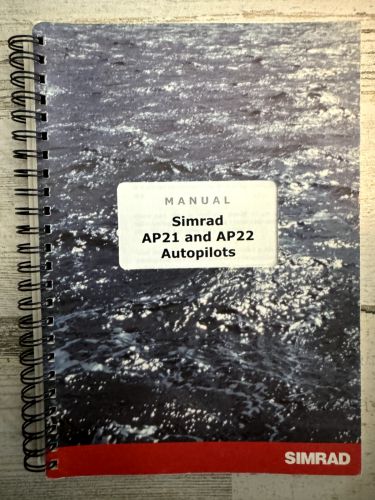 MANUAL
Simrad
AP21 and AP22
Autopilots
SIMRAD